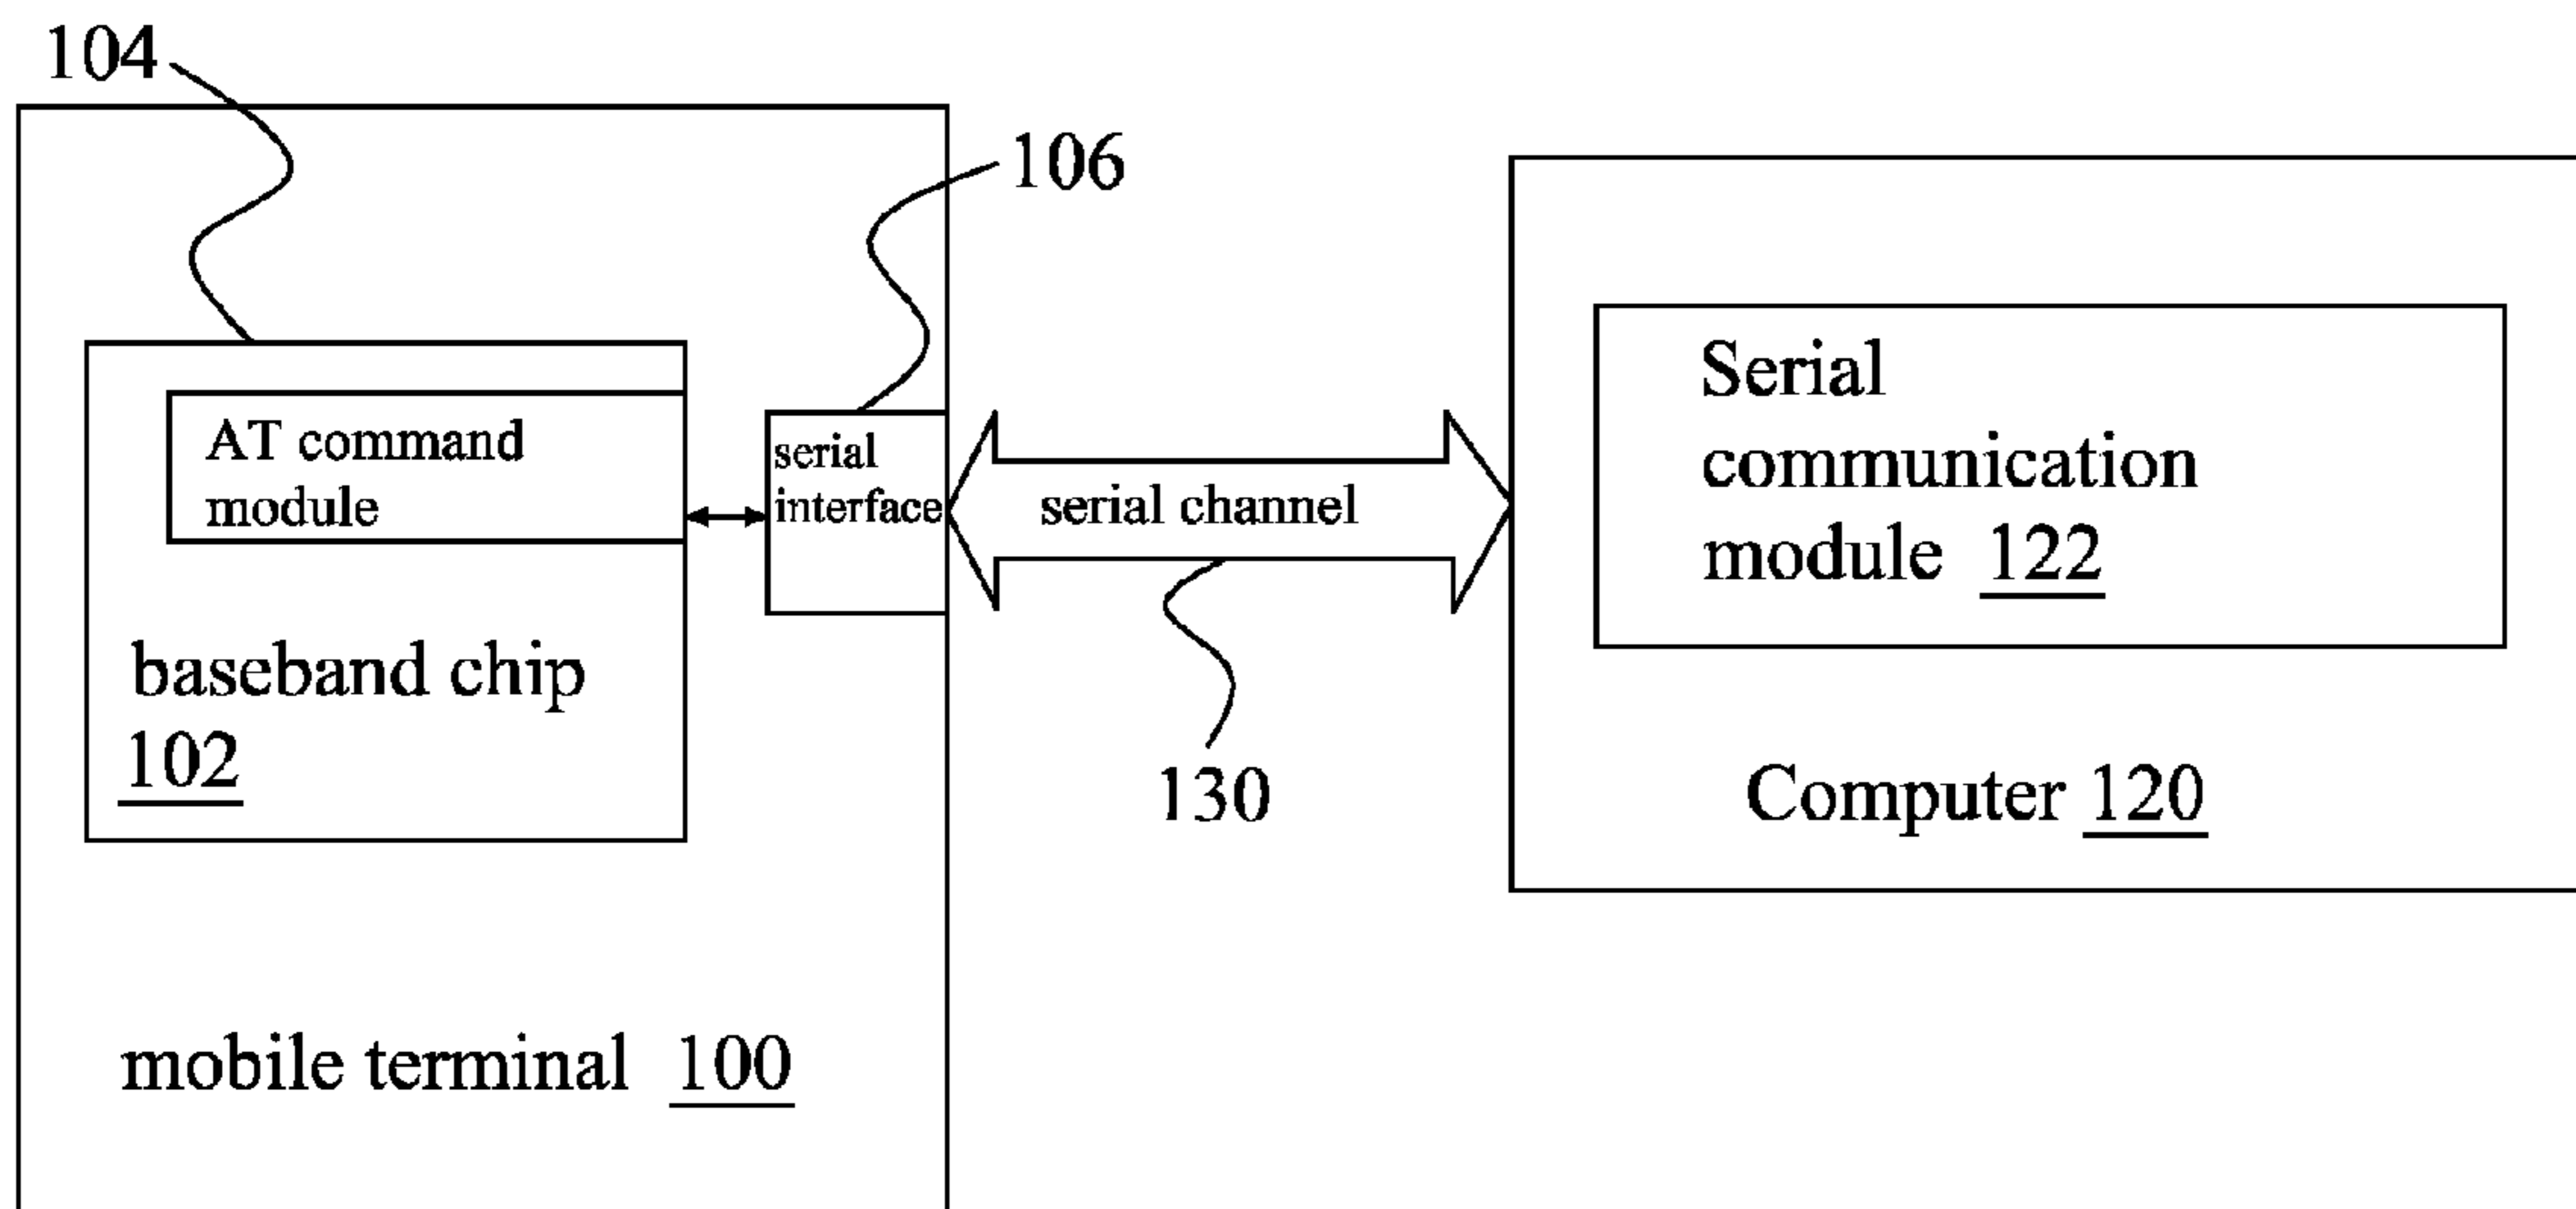 104
106
AT command
module
serial
interface
serial channel
Serial
communication
module 122
baseband chip
102
130
Computer 120
mobile terminal 100